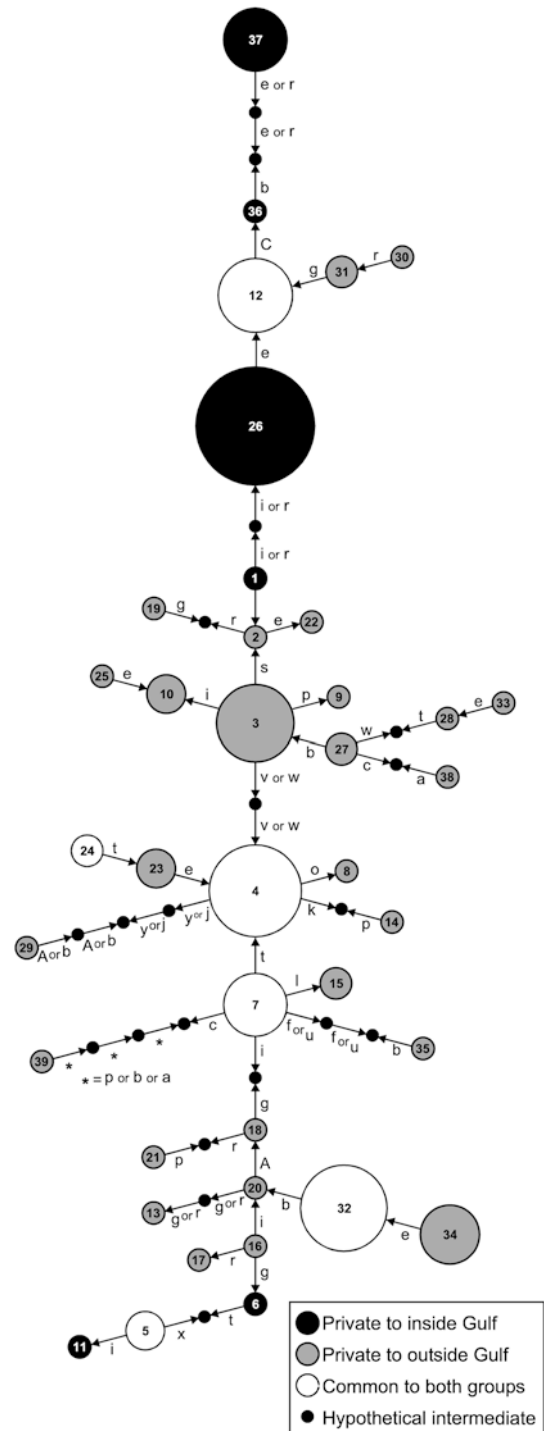 37
e or r
e or r
b
36
C
12
g
31
r
30
e
26
i or r
i or r
1
19
g
r
2
e
22
s
25
e
10
i
3
p
9
b
27
w
t
28
e
33
c
a
38
v or w
v or w
24
t
23
e
4
o
8
k
p
14
29
A or b
A or b
y or j
y or j
t
7
l
15
c
f or u
f or u
b
35
39
*
*
*
* = p or b or a
i
g
18
21
p
r
A
20
13
g or r
g or r
b
32
e
34
i
16
17
r
g
6
t
x
5
i
11
Private to inside Gulf
Private to outside Gulf
Common to both groups
Hypothetical intermediate